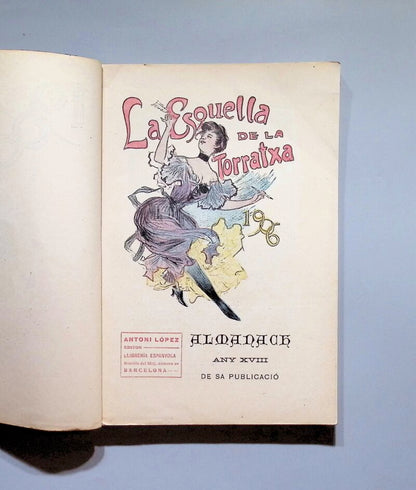 La Esquella
DE LA
Torratxa
1906
ANTONI LÓPEZ
EDITOR
LLIBRERÍA ESPANYOLA
BARCELONA
ALMANACH
ANY XVIII
DE SA PUBLICACIÓ